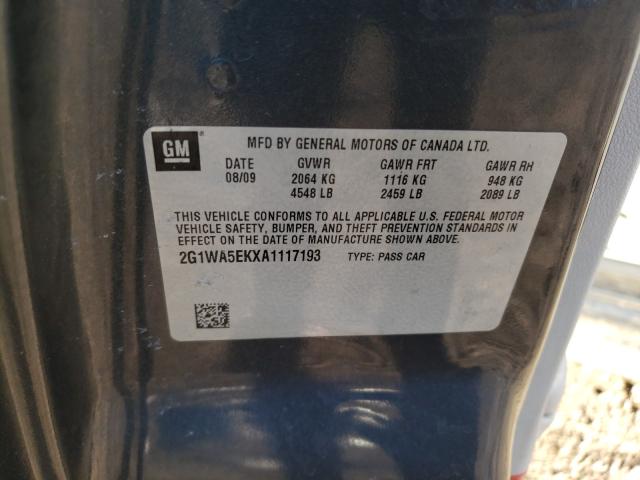 GM
MFD BY GENERAL MOTORS OF CANADA LTD.
DATE GVWR GAWR FRT GAWR RH
08/09 2064 KG 1116 KG 948 KG
4548 LB 2459 LB 2089 LB
THIS VEHICLE CONFORMS TO ALL APPLICABLE U.S. FEDERAL MOTOR
VEHICLE SAFETY, BUMPER, AND THEFT PREVENTION STANDARDS IN
EFFECT ON THE DATE OF MANUFACTURE SHOWN ABOVE.
2G1WA5EKXA1117193 TYPE: PASS CAR